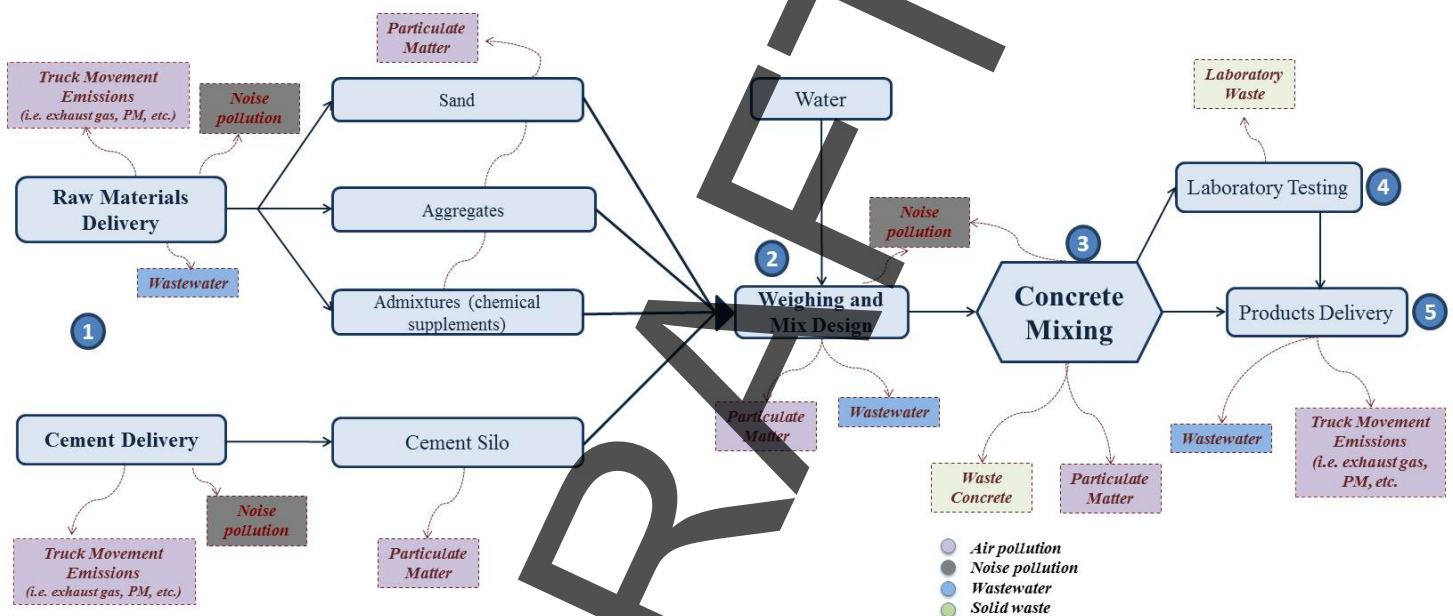 Particulate
Matter
Truck Movement
Emissions
(i.e. exhaust gas, PM, etc.)
Noise
pollution
Sand
Water
Laboratory
Waste
Raw Materials
Delivery
Aggregates
Noise
pollution
3
Laboratory Testing
4
Wastewater
2
Admixtures (chemical
supplements)
Weighing and
Mix Design
Concrete
Mixing
Products Delivery
5
1
Particulate
Matter
Wastewater
Cement Delivery
Cement Silo
Wastewater
Truck Movement
Emissions
(i.e. exhaust gas,
PM, etc.
Waste
Concrete
Particulate
Matter
Noise
pollution
Truck Movement
Emissions
(i.e. exhaust gas, PM, etc.)
Particulate
Matter
Air pollution
Noise pollution
Wastewater
Solid waste
RAFT